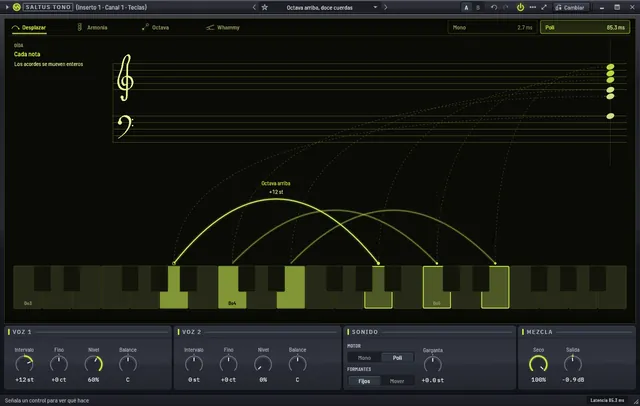 SALTUS TONO (Inserto 1 · Canal 1 · Teclas)
Octava arriba, doce cuerdas
A B
Cambiar
Desplazar Armonía Octava Whammy
Mono 2.7 ms Poli 85.3 ms
Cada nota
Los acordes se mueven enteros
Octava arriba
+12 st
VOZ 1 VOZ 2 SONIDO MEZCLA
Intervalo Fino Nivel Balance
+12 st +0 ct 60% C
Intervalo Fino Nivel Balance
0 st +0 ct 0% C
MOTOR
Mono Poli
FORMANTES
Fijos Mover
Garganta
+0.0 st
Seco Salida
100% -0.9 dB
Señala un control para ver qué hace
Latencia 85.3 ms